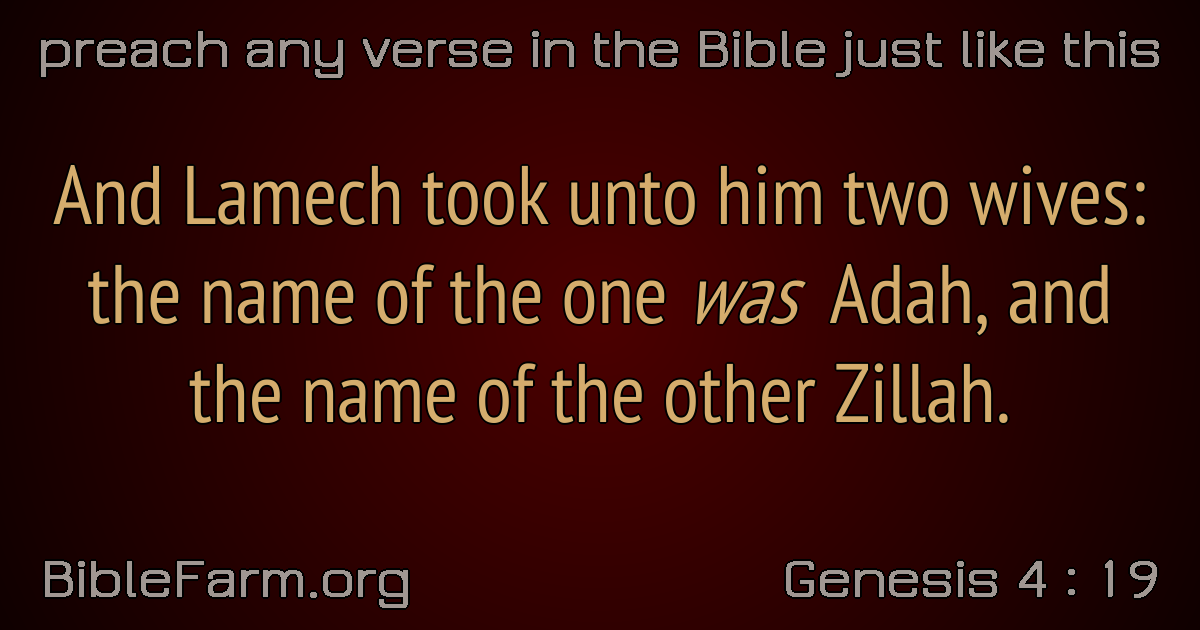 preach any verse in the Bible just like this
And Lamech took unto him two wives:
the name of the one was Adah, and
the name of the other Zillah.
BibleFarm.org
Genesis 4 : 19